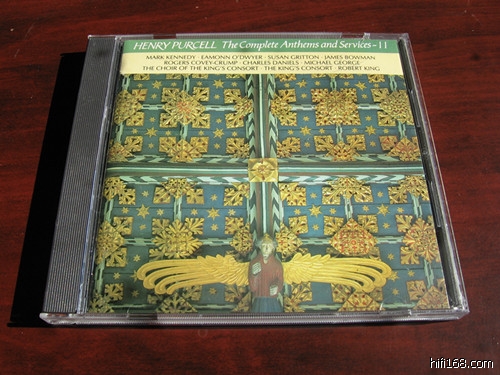 HENRY PURCELL The Complete Anthems and Services - 11
MARK KENNEDY · EAMONN O'DWYER · SUSAN GRITTON · JAMES BOWMAN
ROGERS COVEY-CRUMP · CHARLES DANIELS · MICHAEL GEORGE
THE CHOIR OF THE KING'S CONSORT · THE KING'S CONSORT · ROBERT KING
hifi168.com